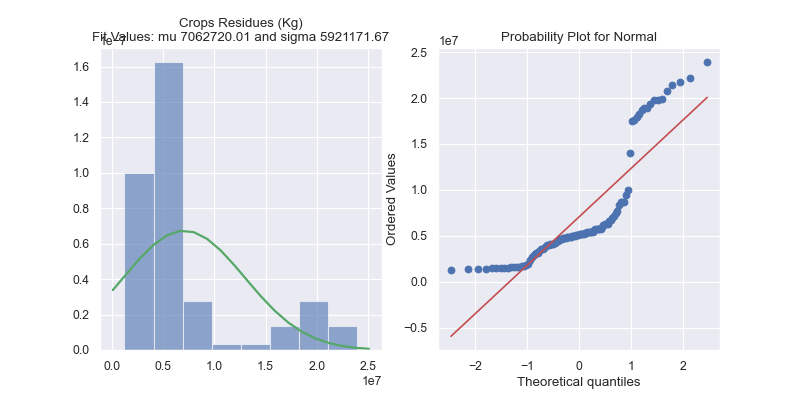 Crops Residues (Kg)
Fit Values: mu 7062720.01 and sigma 5921171.67
1e−7
1.6
1.4
1.2
1.0
0.8
0.6
0.4
0.2
0.0
0.0 0.5 1.0 1.5 2.0 2.5
1e7
Probability Plot for Normal
1e7
2.5
2.0
1.5
1.0
0.5
0.0
−0.5
Ordered Values
−2 −1 0 1 2
Theoretical quantiles